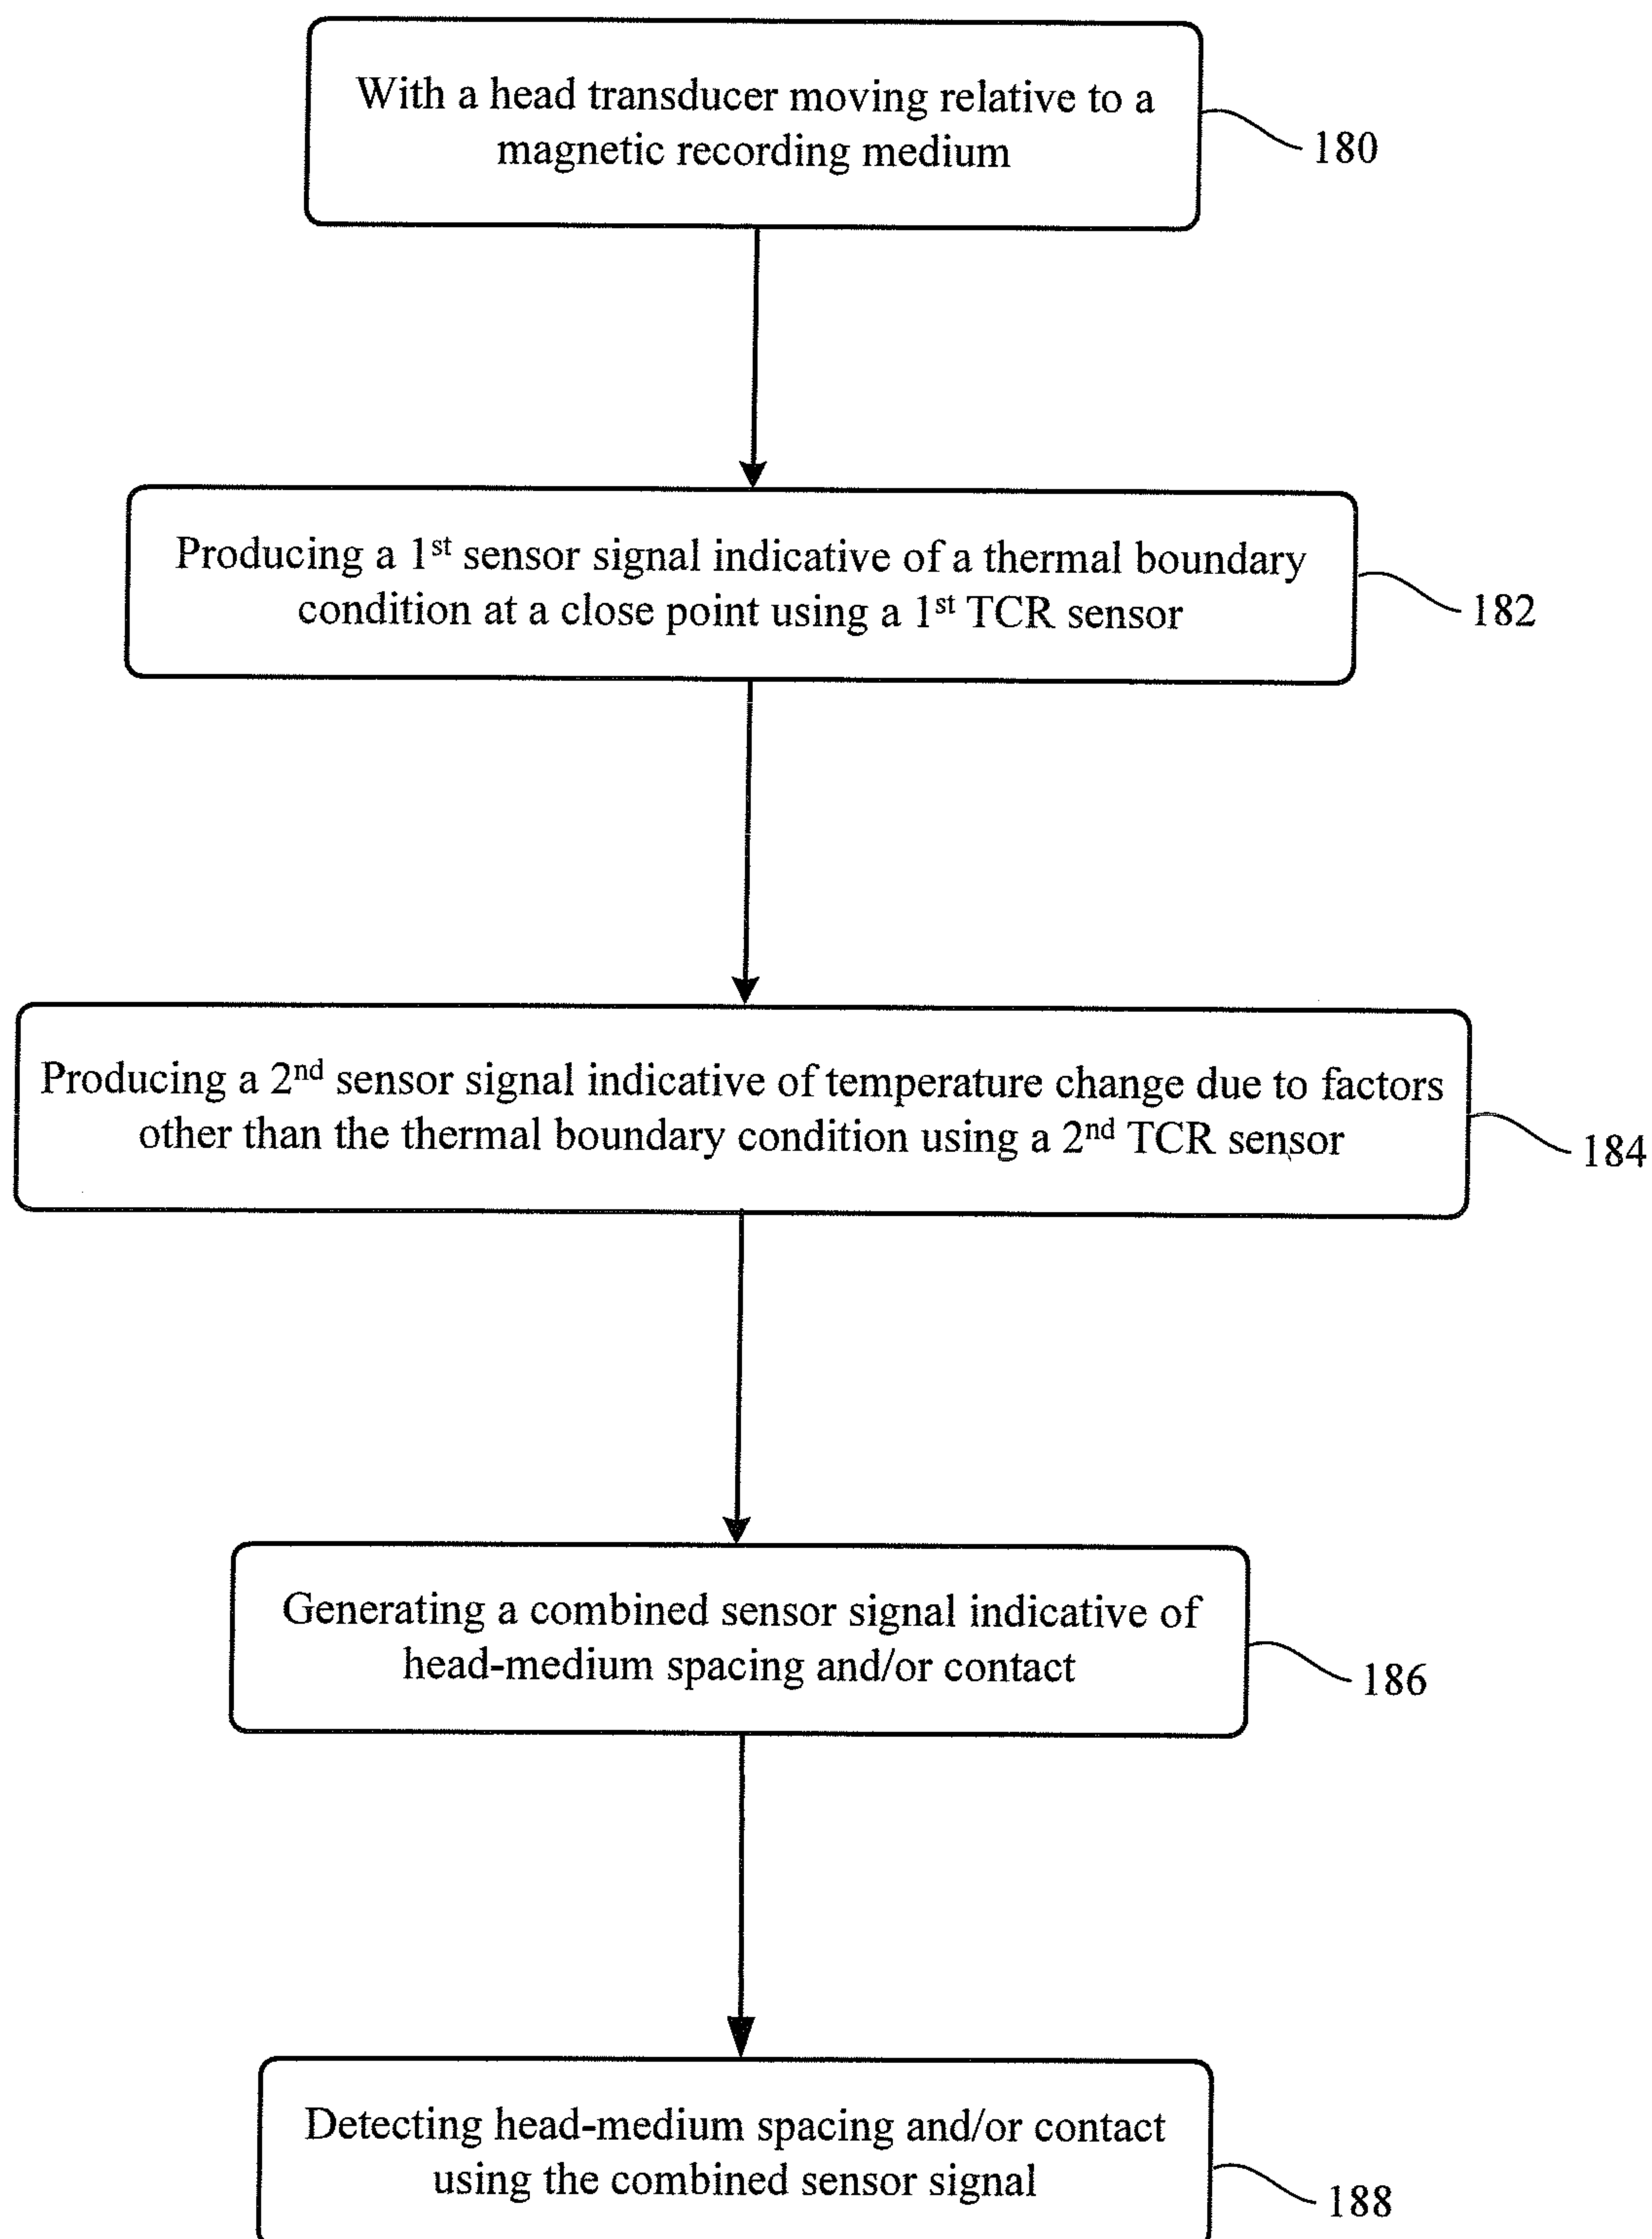 With a head transducer moving relative to a
magnetic recording medium
180
Producing a 1st sensor signal indicative of a thermal boundary
condition at a close point using a 1st TCR sensor
182
Producing a 2nd sensor signal indicative of temperature change due to factors
other than the thermal boundary condition using a 2nd TCR sensor
184
Generating a combined sensor signal indicative of
head-medium spacing and/or contact
186
Detecting head-medium spacing and/or contact
using the combined sensor signal
188